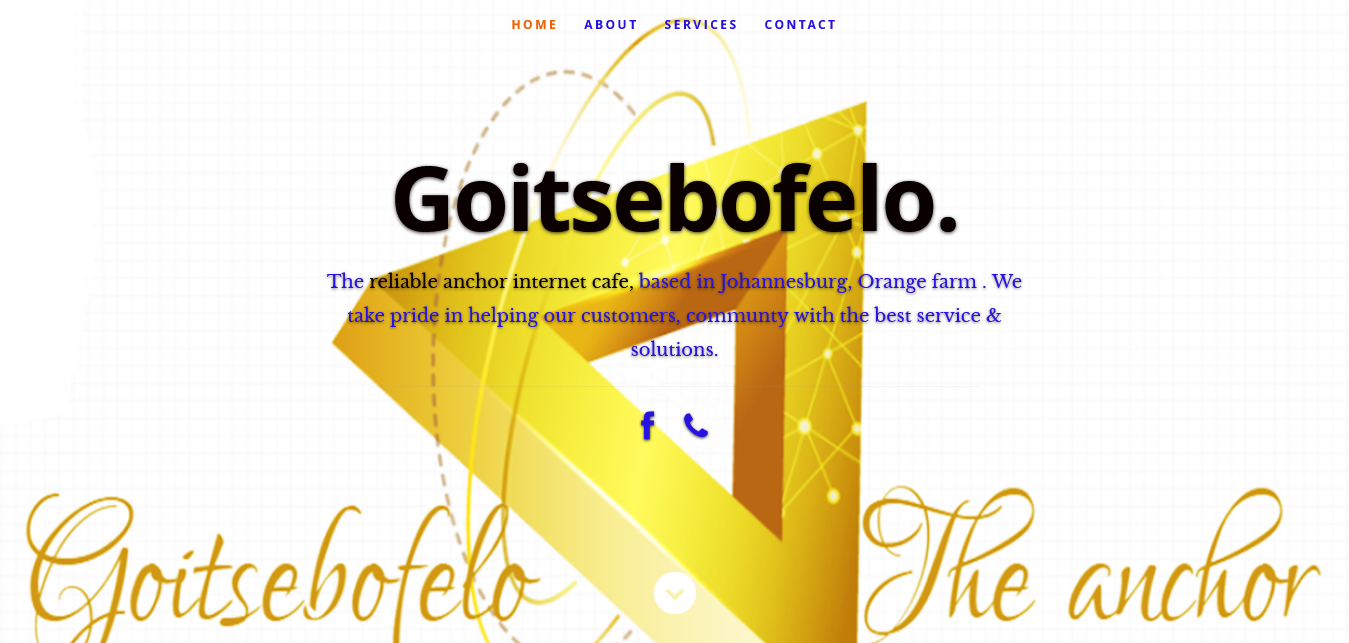 HOME ABOUT SERVICES CONTACT
Goitsebofelo.
The reliable anchor internet cafe, based in Johannesburg, Orange farm . We
take pride in helping our customers, communty with the best service &
solutions.
Goitsebofelo The anchor